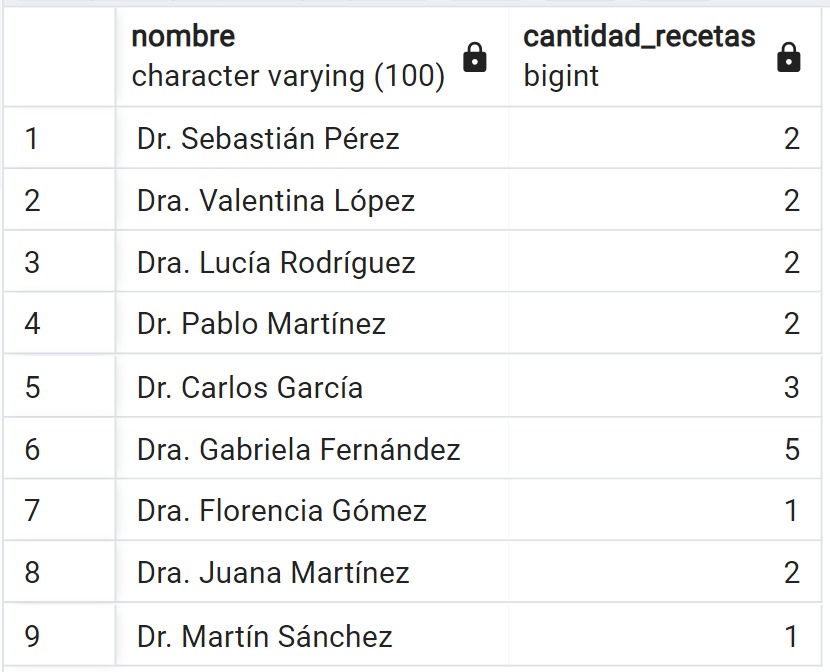 nombre cantidad_recetas
character varying (100) bigint
1 Dr. Sebastián Pérez 2
2 Dra. Valentina López 2
3 Dra. Lucía Rodríguez 2
4 Dr. Pablo Martínez 2
5 Dr. Carlos García 3
6 Dra. Gabriela Fernández 5
7 Dra. Florencia Gómez 1
8 Dra. Juana Martínez 2
9 Dr. Martín Sánchez 1